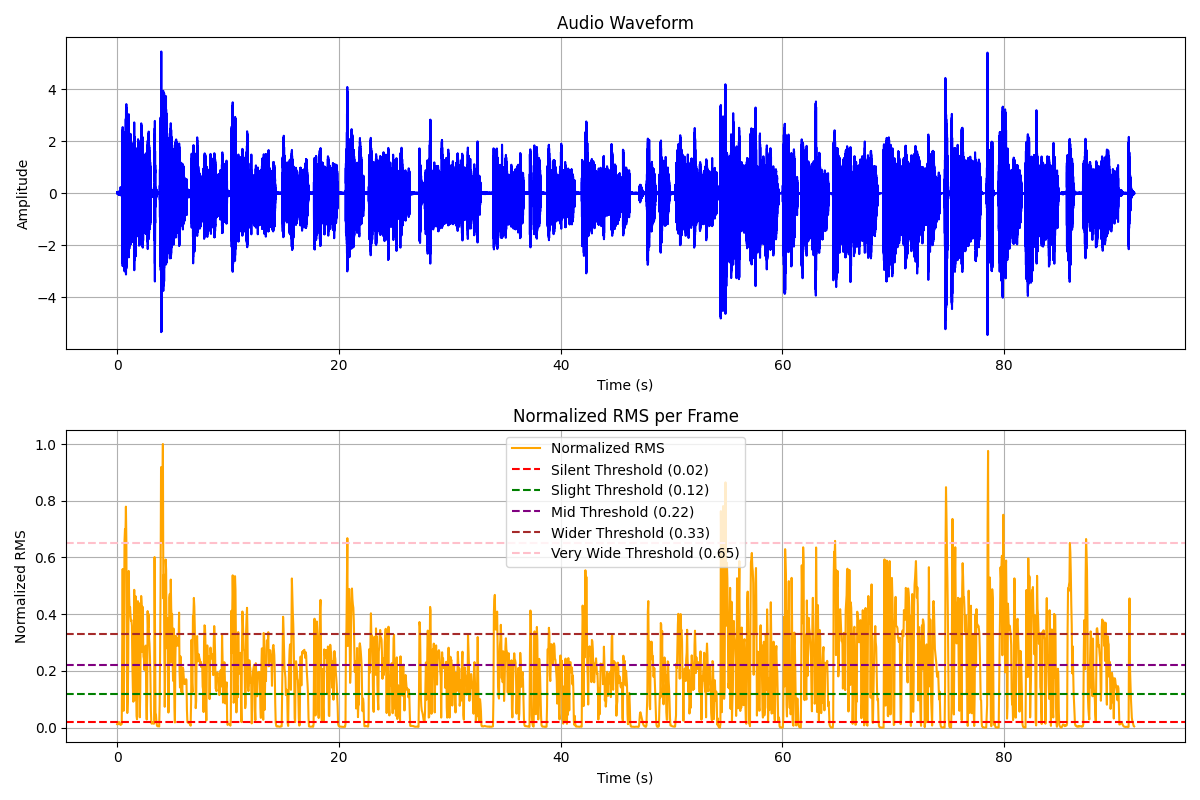 Audio Waveform
4
2
0
−2
−4
Amplitude
0 20 40 60 80
Time (s)
Normalized RMS per Frame
1.0
0.8
0.6
0.4
0.2
0.0
Normalized RMS
Normalized RMS
Silent Threshold (0.02)
Slight Threshold (0.12)
Mid Threshold (0.22)
Wider Threshold (0.33)
Very Wide Threshold (0.65)
0 20 40 60 80
Time (s)